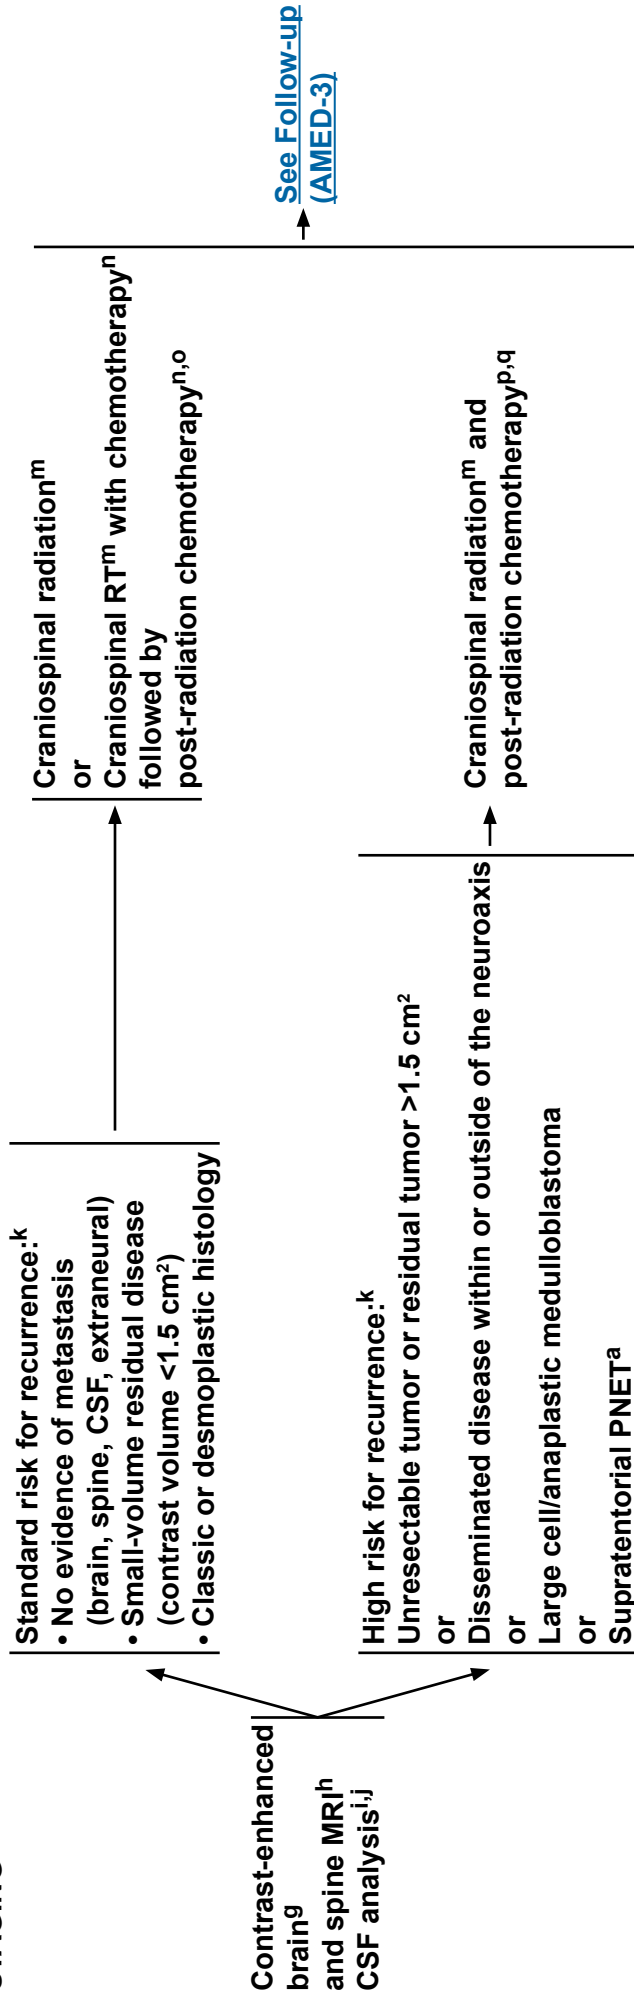 Contrast-enhanced
brain^g
and spine MRI^h
CSF analysis^i,j
Standard risk for recurrence:^k
• No evidence of metastasis
(brain, spine, CSF, extraneural)
• Small-volume residual disease
(contrast volume <1.5 cm²)
• Classic or desmoplastic histology
Craniospinal radiation^m
or
Craniospinal RT^m with chemotherapy^n
followed by
post-radiation chemotherapy^n,o
High risk for recurrence:^k
Unresectable tumor or residual tumor >1.5 cm²
or
Disseminated disease within or outside of the neuroaxis
or
Large cell/anaplastic medulloblastoma
or
Supratentorial PNET^a
Craniospinal radiation^m and
post-radiation chemotherapy^p,q
See Follow-up
(AMED-3)